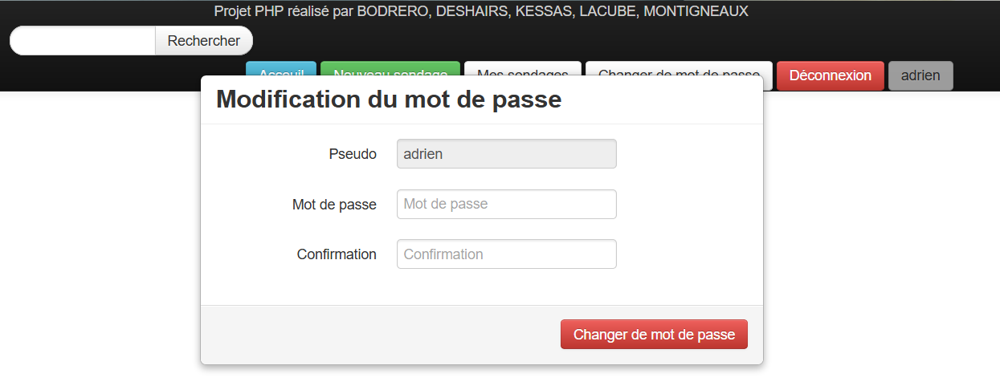 Projet PHP réalisé par BODRERO, DESHAIRS, KESSAS, LACUBE, MONTIGNEAUX
Rechercher
Acceuil Nouveau sondage Mes sondages Changer de mot de passe Déconnexion adrien
Modification du mot de passe
Pseudo adrien
Mot de passe Mot de passe
Confirmation Confirmation
Changer de mot de passe